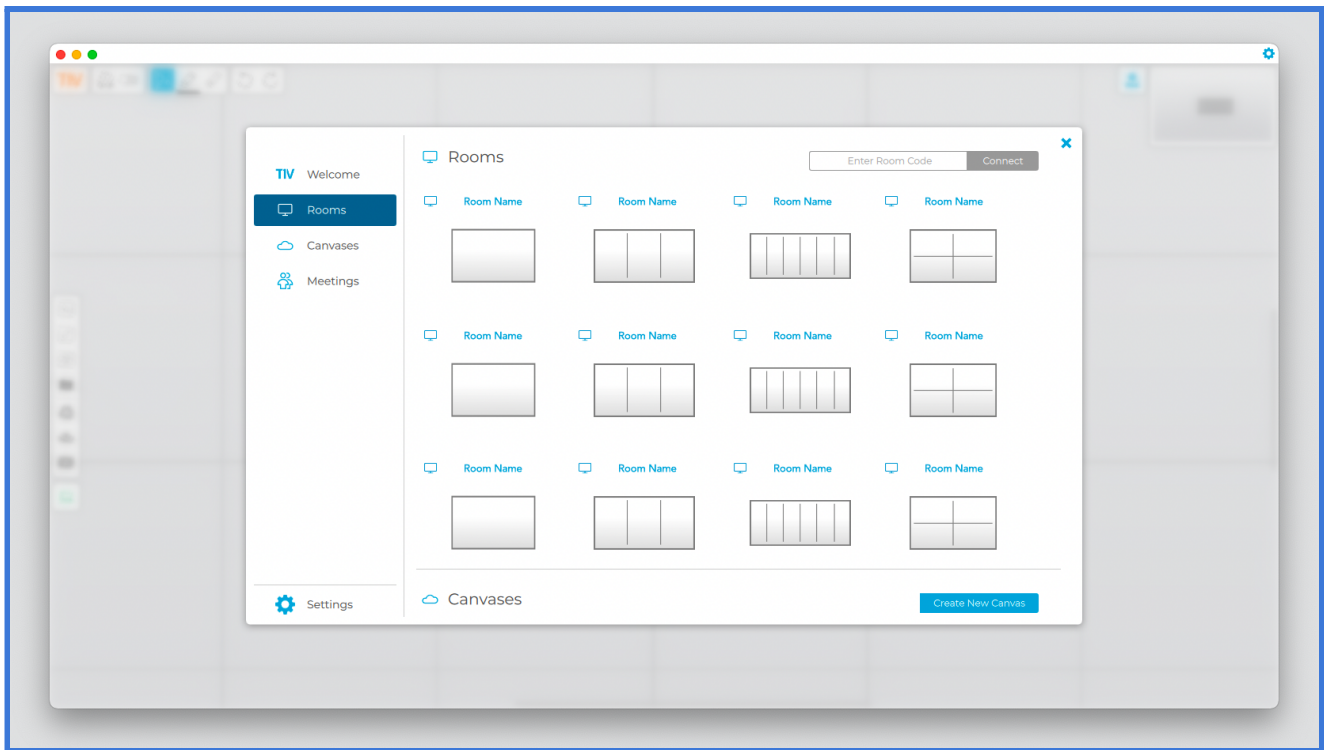 TIV
TIV Welcome
Rooms
Canvases
Meetings
Settings
Rooms
Enter Room Code Connect
Room Name Room Name Room Name Room Name
Room Name Room Name Room Name Room Name
Room Name Room Name Room Name Room Name
Canvases
Create New Canvas